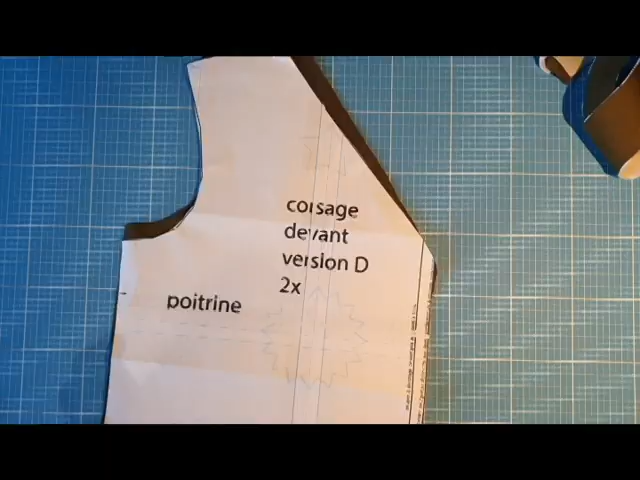 corsage
devant
version D
2x
poitrine